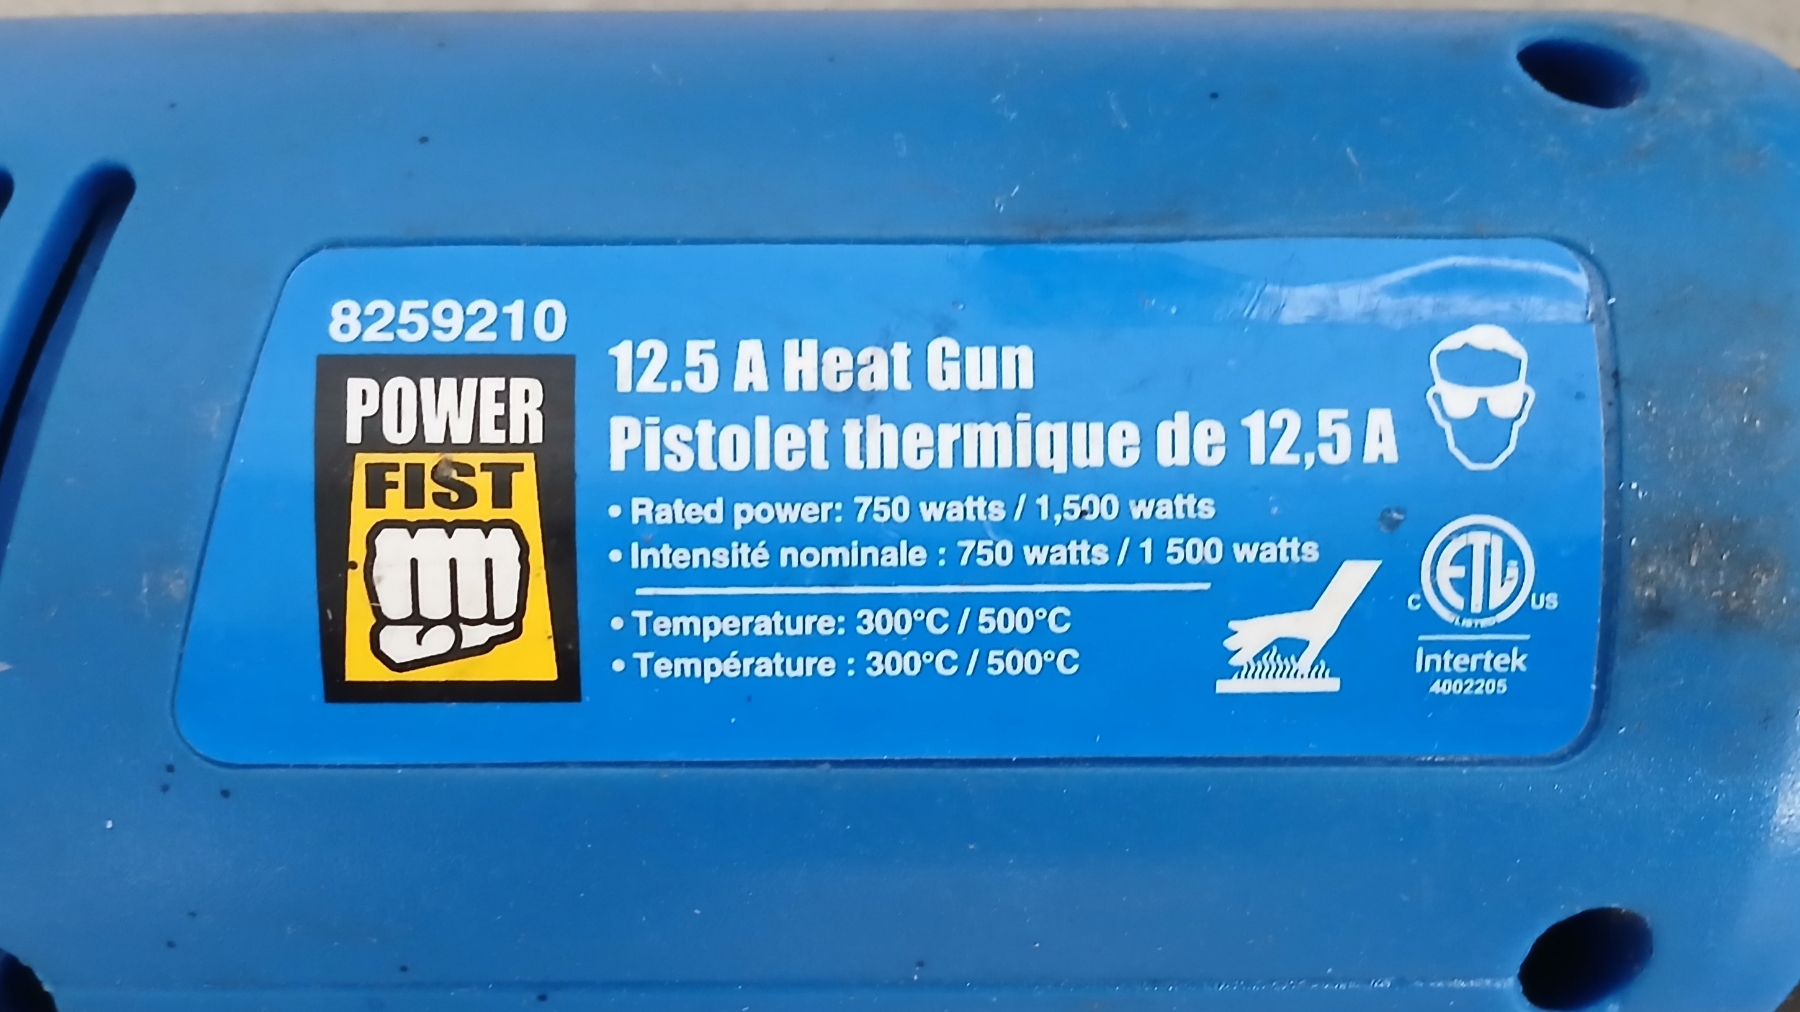 8259210
POWER
FIST
12.5 A Heat Gun
Pistolet thermique de 12,5 A
• Rated power: 750 watts / 1,500 watts
• Intensité nominale : 750 watts / 1 500 watts
• Temperature: 300°C / 500°C
• Température : 300°C / 500°C
C ETL US
LISTED
Intertek
4002205